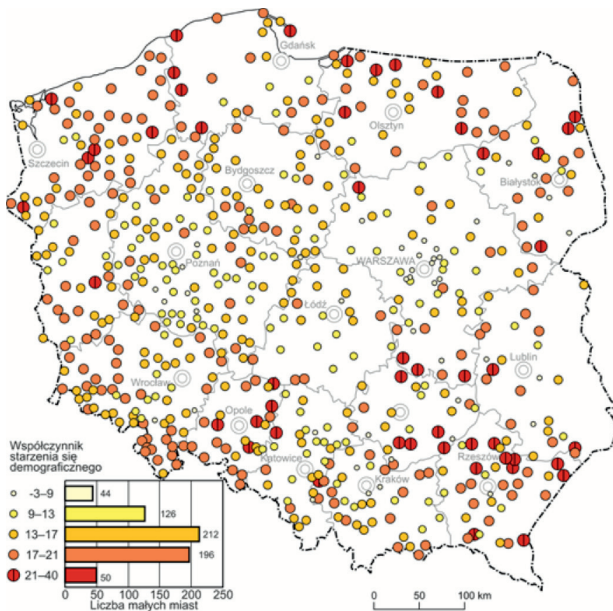 Gdańsk
Olsztyn
Szczecin
Bydgoszcz
Białystok
Poznań
WARSZAWA
Łódź
Lublin
Wrocław
Opole
Katowice
Kraków
Rzeszów
Współczynnik
starzenia się
demograficznego
-3–9 44
9–13 126
13–17 212
17–21 196
21–40 50
0 50 100 150 200 250
Liczba małych miast
0 50 100 km